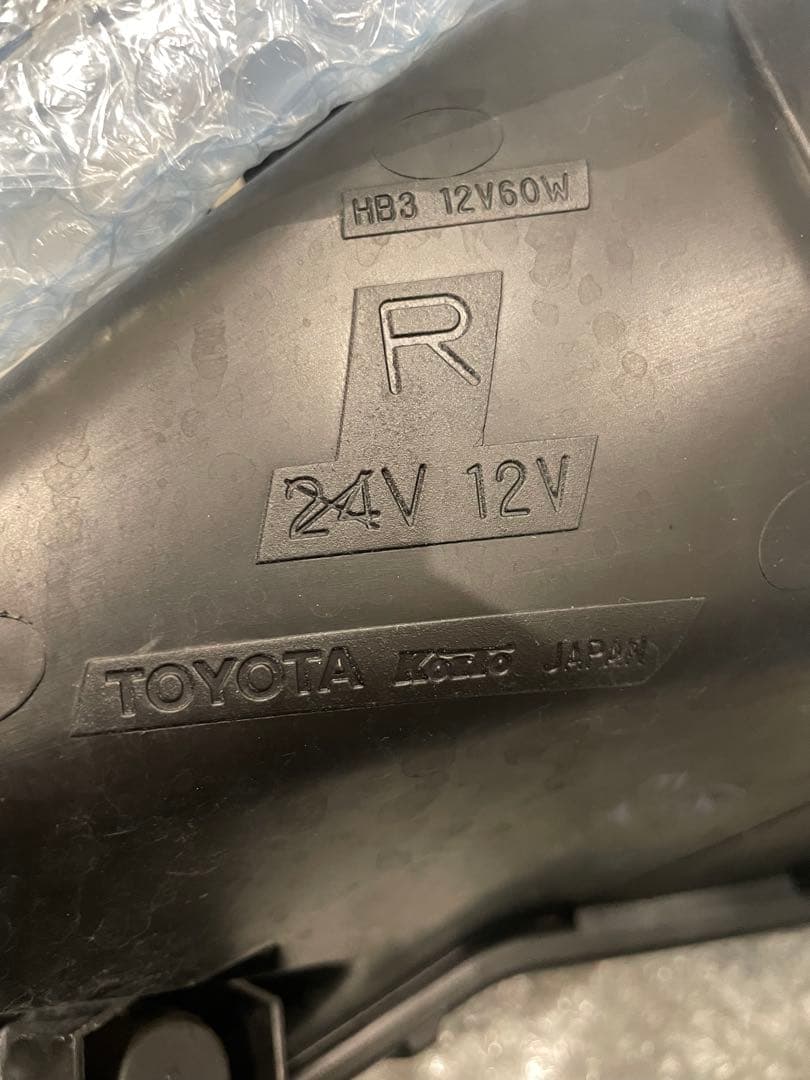 HB3 12V60W
R
24V 12V
TOYOTA KOITO JAPAN